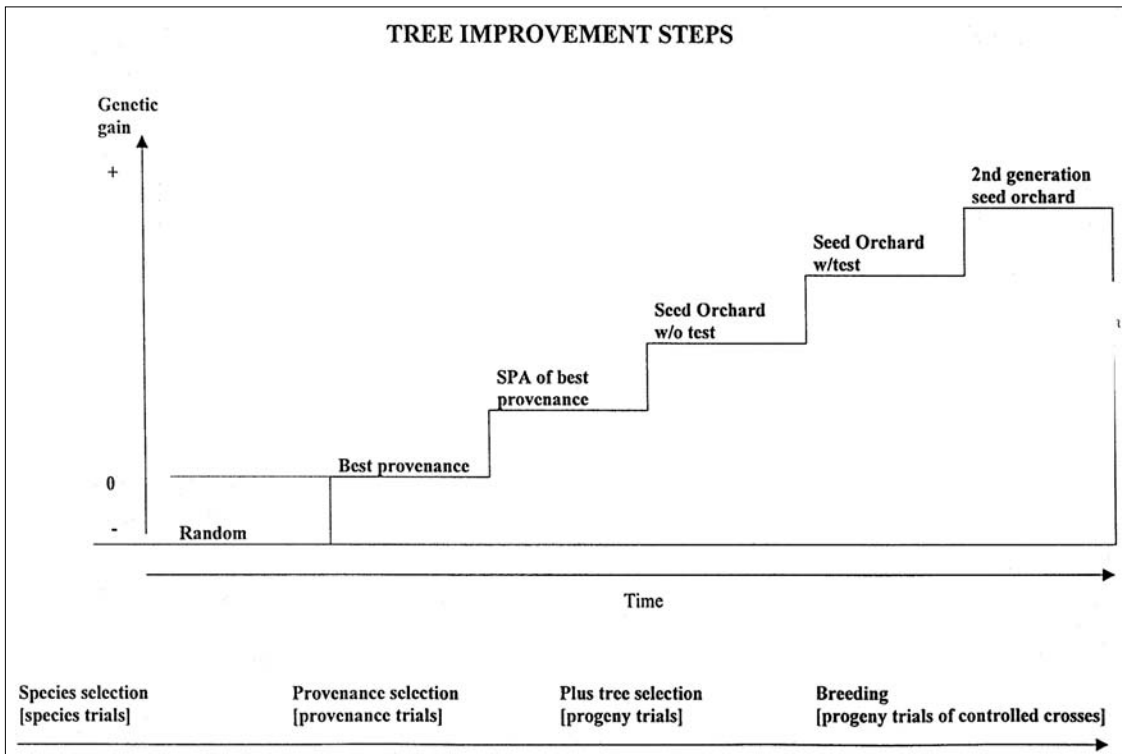 TREE IMPROVEMENT STEPS
Genetic
gain
+
2nd generation
seed orchard
Seed Orchard
w/test
Seed Orchard
w/o test
SPA of best
provenance
Best provenance
0
-
Random
Time
Species selection
[species trials]
Provenance selection
[provenance trials]
Plus tree selection
[progeny trials]
Breeding
[progeny trials of controlled crosses]